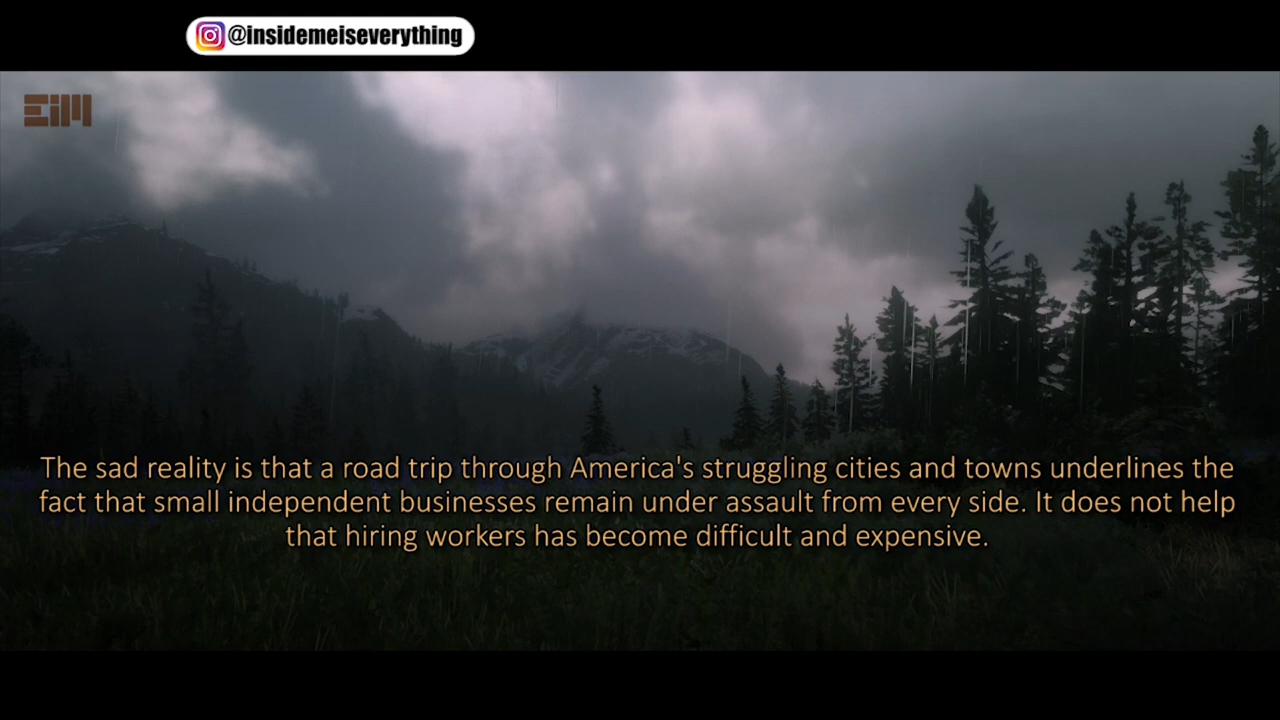 @insidemeiseverything
EiM
The sad reality is that a road trip through America's struggling cities and towns underlines the
fact that small independent businesses remain under assault from every side. It does not help
that hiring workers has become difficult and expensive.